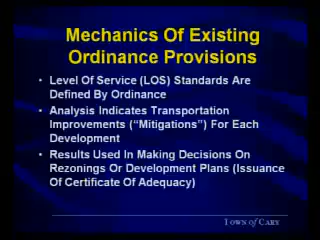 Mechanics Of Existing
Ordinance Provisions
• Level Of Service (LOS) Standards Are
Defined By Ordinance
• Analysis Indicates Transportation
Improvements (“Mitigations”) For Each
Development
• Results Used In Making Decisions On
Rezonings Or Development Plans (Issuance
Of Certificate Of Adequacy)
TOWN of CARY